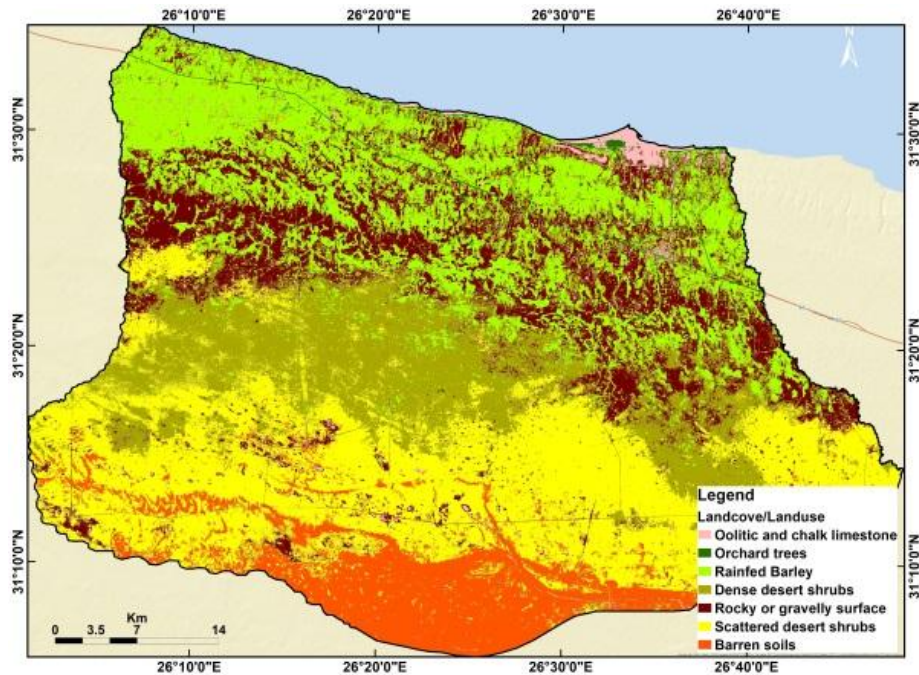 26°10'0"E 26°20'0"E 26°30'0"E 26°40'0"E
N
31°30'0"N 31°30'0"N
31°20'0"N 31°20'0"N
31°10'0"N 31°10'0"N
Legend
Landcove/Landuse
Oolitic and chalk limestone
Orchard trees
Rainfed Barley
Dense desert shrubs
Rocky or gravelly surface
Scattered desert shrubs
Barren soils
Km
0 3.5 7 14
26°10'0"E 26°20'0"E 26°30'0"E 26°40'0"E